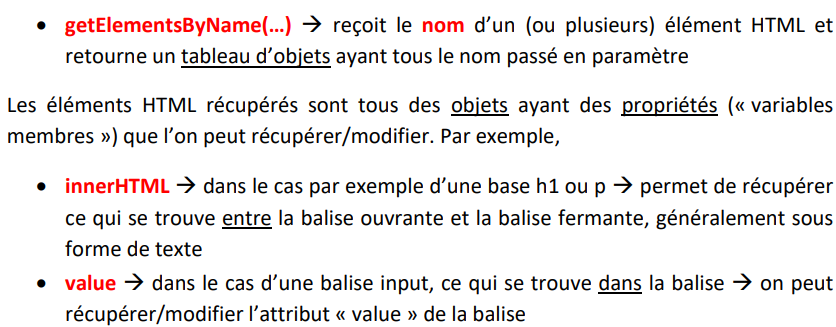 • getElementsByName(…) → reçoit le nom d’un (ou plusieurs) élément HTML et
retourne un tableau d’objets ayant tous le nom passé en paramètre
Les éléments HTML récupérés sont tous des objets ayant des propriétés (« variables
membres ») que l’on peut récupérer/modifier. Par exemple,
• innerHTML → dans le cas par exemple d’une base h1 ou p → permet de récupérer
ce qui se trouve entre la balise ouvrante et la balise fermante, généralement sous
forme de texte
• value → dans le cas d’une balise input, ce qui se trouve dans la balise → on peut
récupérer/modifier l’attribut « value » de la balise